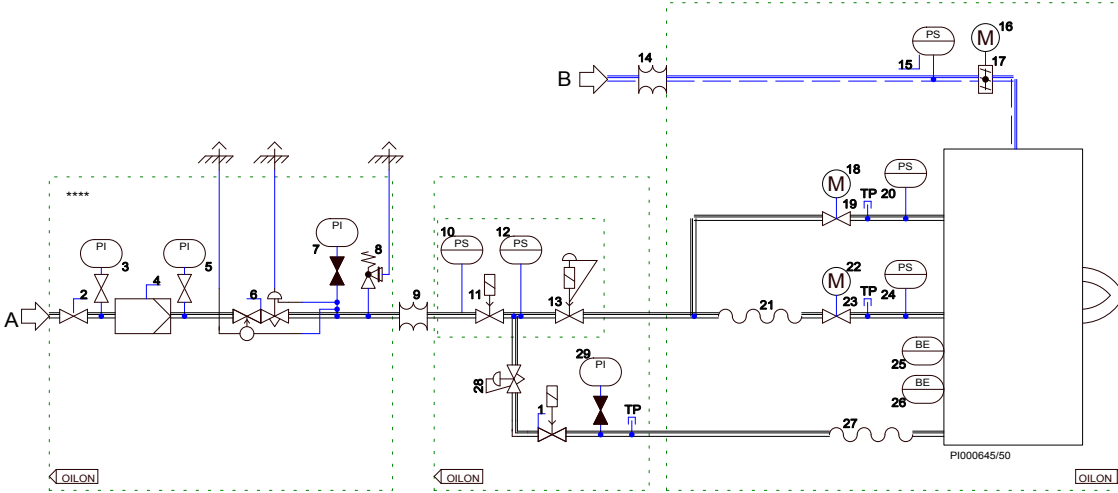 16
M
14
PS
17
15
B
18
M
PS
TP 20
19
****
PI
10
12
7
8
PS
PS
22
PI
PI
M
PS
3
4
5
11
13
23
TP
24
2
6
9
21
A
BE
29
25
PI
28
BE
26
1
TP
27
PI000645/50
OILON
OILON
OILON